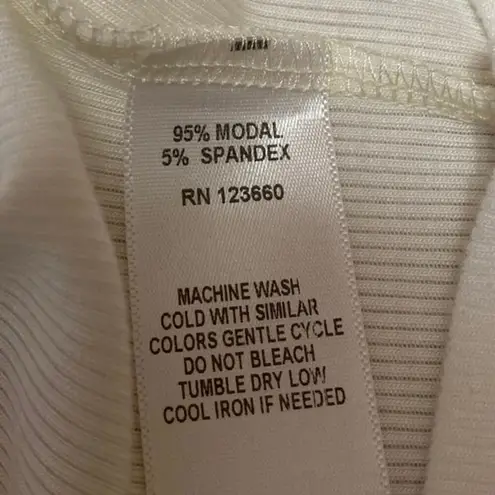 95% MODAL
5% SPANDEX
RN 123660
MACHINE WASH
COLD WITH SIMILAR
COLORS GENTLE CYCLE
DO NOT BLEACH
TUMBLE DRY LOW
COOL IRON IF NEEDED